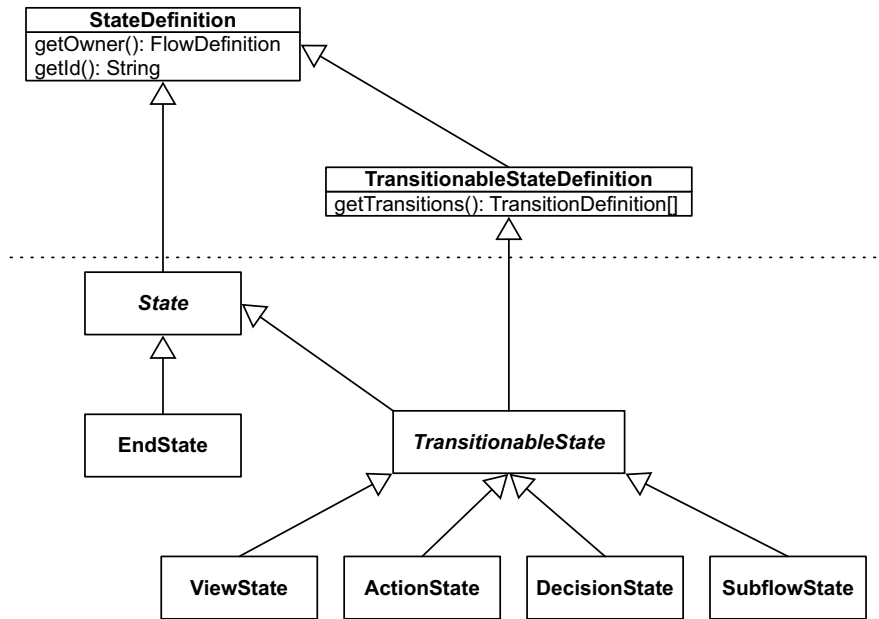 StateDefinition
getOwner(): FlowDefinition
getId(): String
TransitionableStateDefinition
getTransitions(): TransitionDefinition[]
State
EndState
TransitionableState
ViewState
ActionState
DecisionState
SubflowState